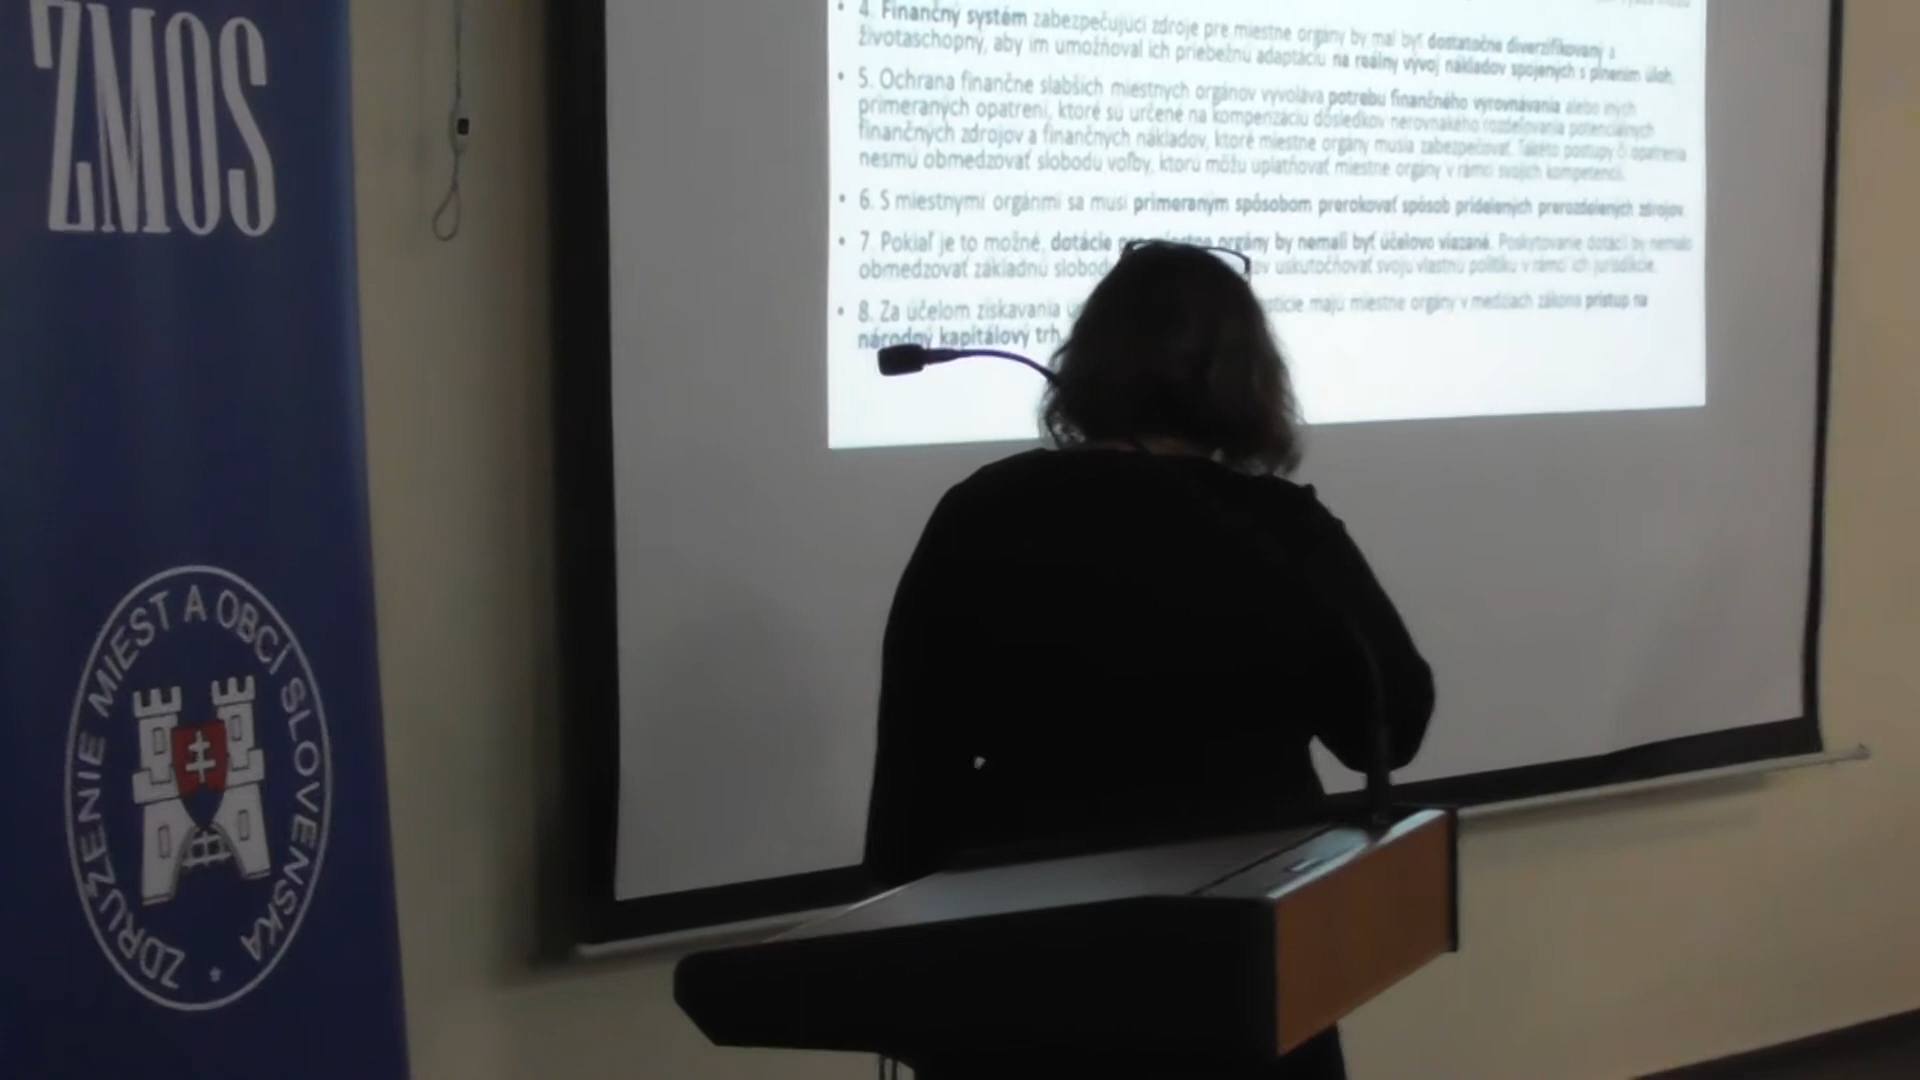 ZMOS
ZDRUŽENIE MIEST A OBCÍ SLOVENSKA
• 4. Finančný systém zabezpečujúci zdroje pre miestne orgány by mal byť dostatočne diverzifikovaný a
životaschopný, aby im umožňoval ich priebežnú adaptáciu na reálny vývoj nákladov spojených s plnením úloh.
• 5. Ochrana finančne slabších miestnych orgánov vyvoláva potrebu finančného vyrovnávania alebo iných
primeraných opatrení, ktoré sú určené na kompenzáciu dôsledkov nerovnakého rozdeľovania potenciálnych
finančných zdrojov a finančných nákladov, ktoré miestne orgány musia zabezpečovať. Takéto postupy či opatrenia
nesmú obmedzovať slobodu voľby, ktorú môžu uplatňovať miestne orgány v rámci svojich kompetencií.
• 6. S miestnymi orgánmi sa musí primeraným spôsobom prerokovať spôsob pridelených prerozdelených zdrojov
• 7. Pokiaľ je to možné, dotácie orgány by nemali byť účelovo viazané. Poskytovanie dotácií by nemalo
obmedzovať základnú uskutočňovať svoju vlastnú politiku v rámci ich jurisdikcie.
• 8. Za účelom získavania majú miestne orgány v medziach zákona prístup na
národný kapitálový trh